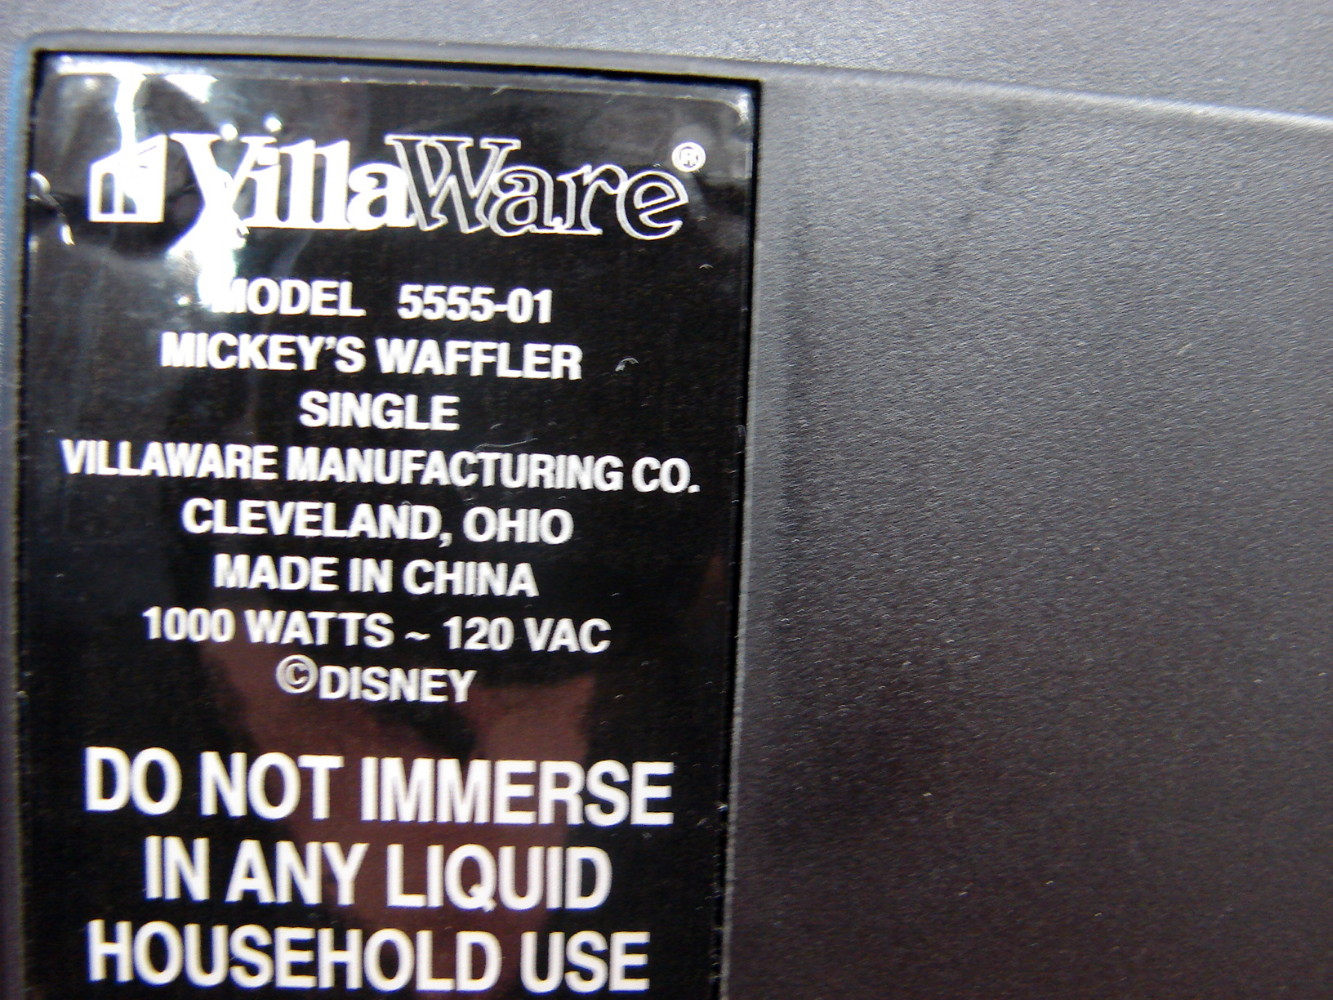 VillaWare®
MODEL 5555-01
MICKEY'S WAFFLER
SINGLE
VILLAWARE MANUFACTURING CO.
CLEVELAND, OHIO
MADE IN CHINA
1000 WATTS ~ 120 VAC
©DISNEY
DO NOT IMMERSE
IN ANY LIQUID
HOUSEHOLD USE